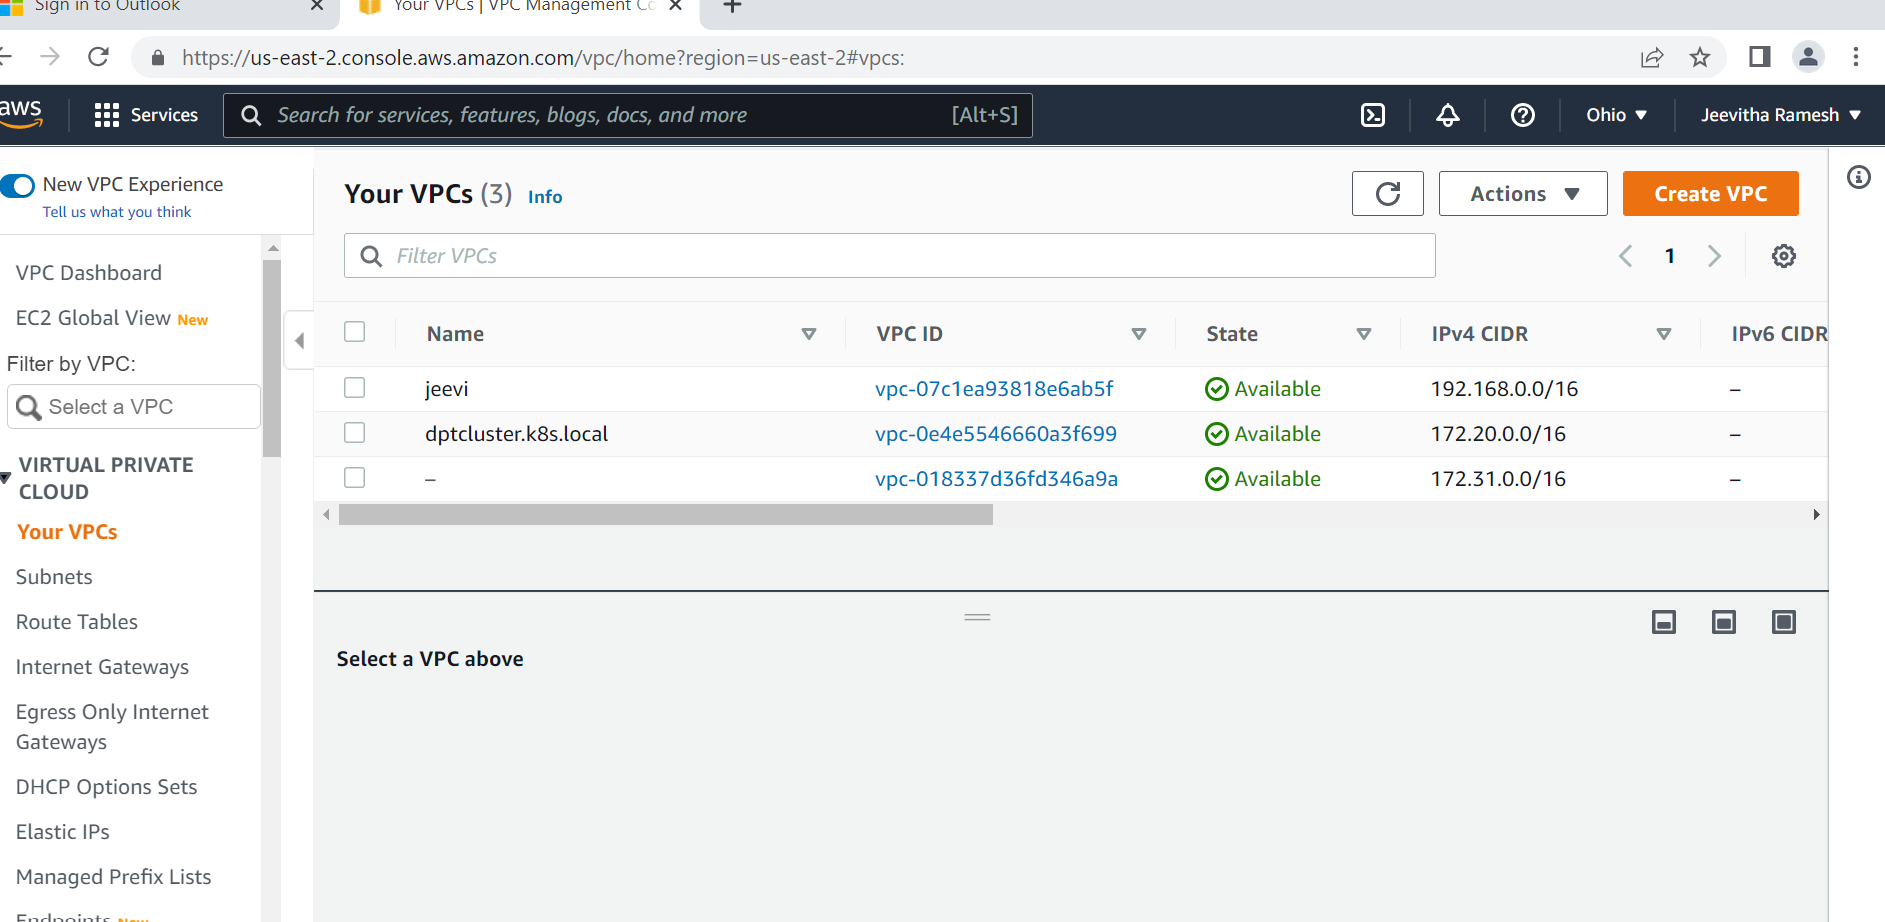 Sign in to Outlook
Your VPCs | VPC Management Co
https://us-east-2.console.aws.amazon.com/vpc/home?region=us-east-2#vpcs:
aws
Services
Search for services, features, blogs, docs, and more [Alt+S]
Ohio
Jeevitha Ramesh
New VPC Experience
Tell us what you think
VPC Dashboard
EC2 Global View New
Filter by VPC:
Select a VPC
VIRTUAL PRIVATE
CLOUD
Your VPCs
Subnets
Route Tables
Internet Gateways
Egress Only Internet
Gateways
DHCP Options Sets
Elastic IPs
Managed Prefix Lists
Endpoints New
Your VPCs (3) Info
Actions
Create VPC
Filter VPCs
1
Name VPC ID State IPv4 CIDR IPv6 CIDR
jeevi vpc-07c1ea93818e6ab5f Available 192.168.0.0/16 –
dptcluster.k8s.local vpc-0e4e5546660a3f699 Available 172.20.0.0/16 –
– vpc-018337d36fd346a9a Available 172.31.0.0/16 –
Select a VPC above